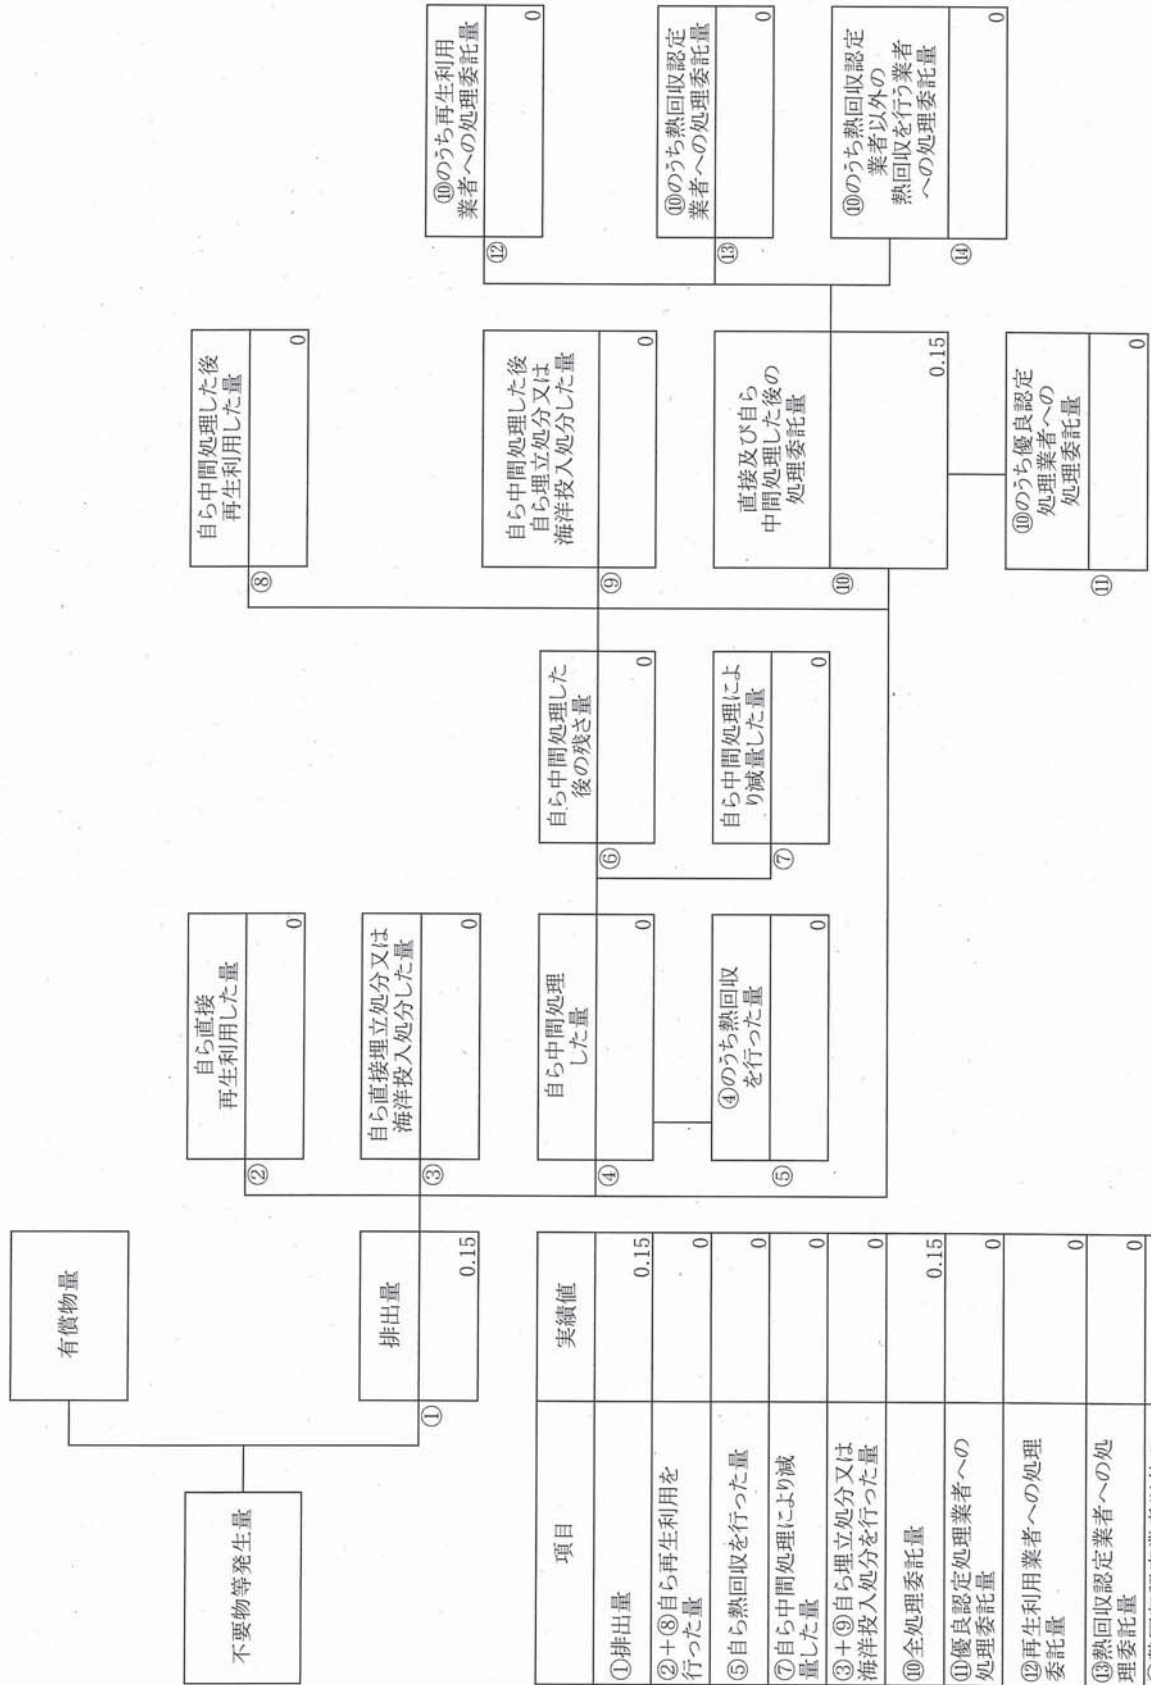 不要物等発生量
有償物量
①
排出量
0.15
②
自ら直接
再生利用した量
0
③
自ら直接埋立処分又は
海洋投入処分した量
0
④
自ら中間処理
した量
0
⑤
④のうち熱回収
を行った量
0
⑥
自ら中間処理した
後の残さ量
0
⑦
自ら中間処理によ
り減量した量
0
⑧
自ら中間処理した後
再生利用した量
0
⑨
自ら中間処理した後
自ら埋立処分又は
海洋投入処分した量
0
⑩
直接及び自ら
中間処理した後の
処理委託量
0.15
⑪
⑩のうち優良認定
処理業者への
処理委託量
0
⑫
⑩のうち再生利用
業者への処理委託量
0
⑬
⑩のうち熱回収認定
業者への処理委託量
0
⑭
⑩のうち熱回収認定
業者以外の
熱回収を行う業者
への処理委託量
0
項目 実績値
①排出量 0.15
②+⑧自ら再生利用を
行った量 0
⑤自ら熱回収を行った量 0
⑦自ら中間処理により減
量した量 0
③+⑨自ら埋立処分又は
海洋投入処分を行った量 0
⑩全処理委託量 0.15
⑪優良認定処理業者への
処理委託量 0
⑫再生利用業者への処理
委託量 0
⑬熱回収認定業者への処
理委託量 0